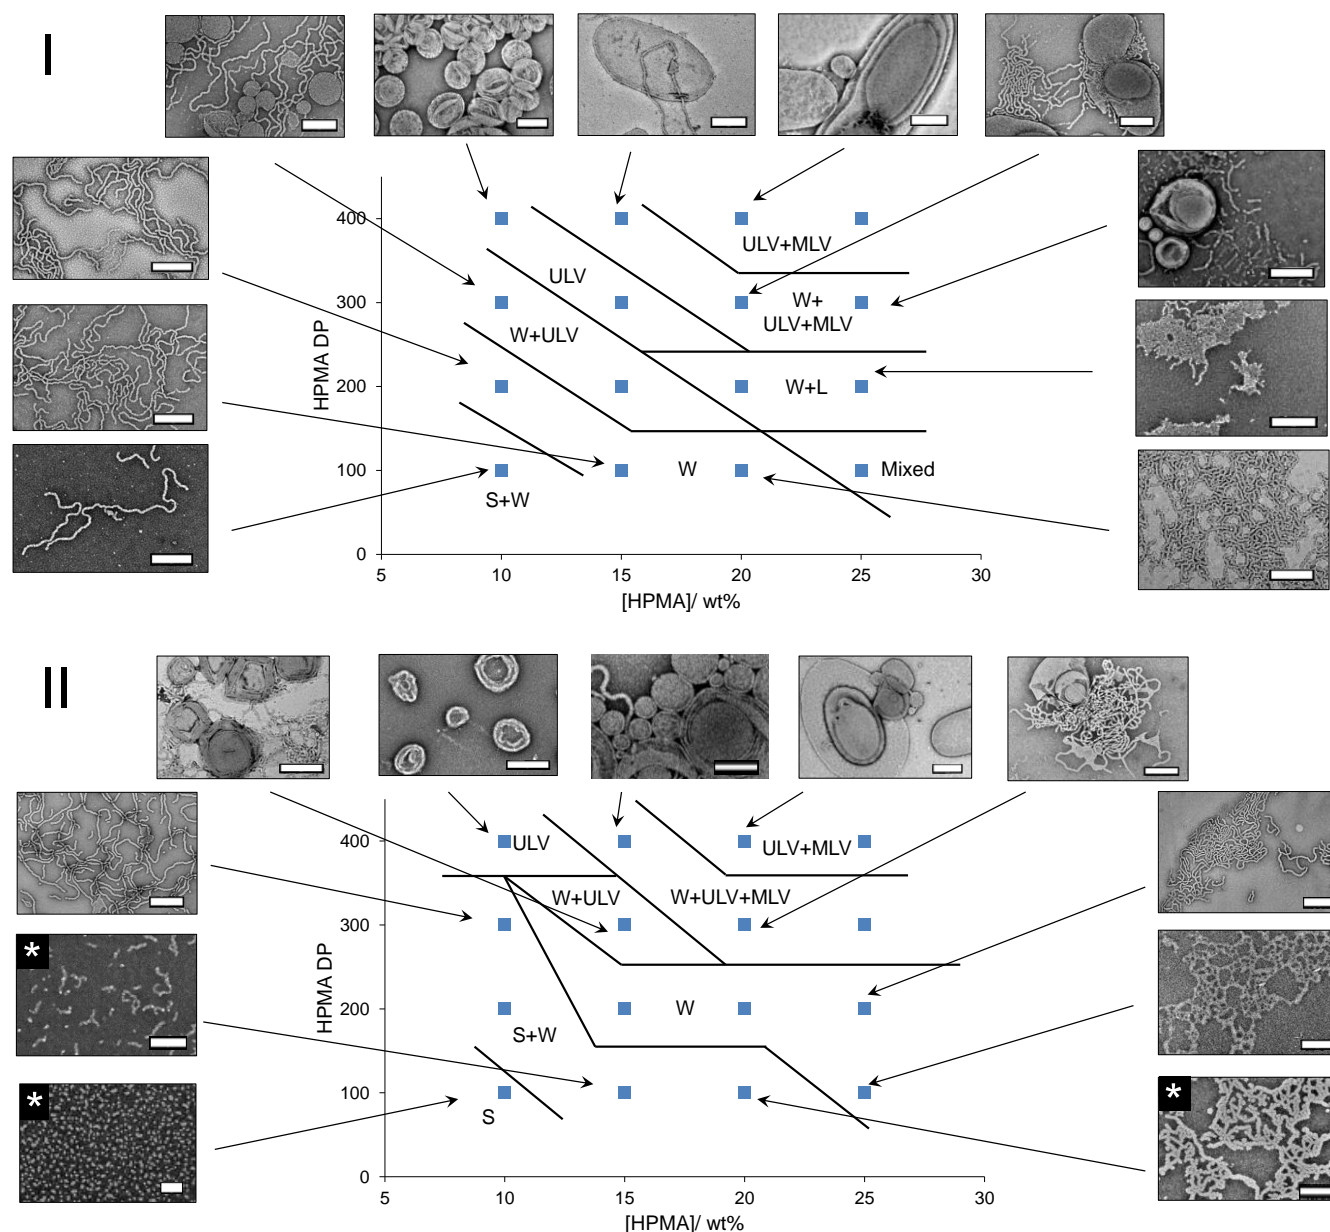 I
400
ULV+MLV
ULV
300
W+
ULV+MLV
W+ULV
HPMA DP
200
W+L
100
W
Mixed
S+W
0
5
10
15
20
25
30
[HPMA]/ wt%
II
400
ULV
ULV+MLV
W+ULV
W+ULV+MLV
300
*
HPMA DP
200
W
S+W
*
100
*
S
0
5
10
15
20
25
30
[HPMA]/ wt%